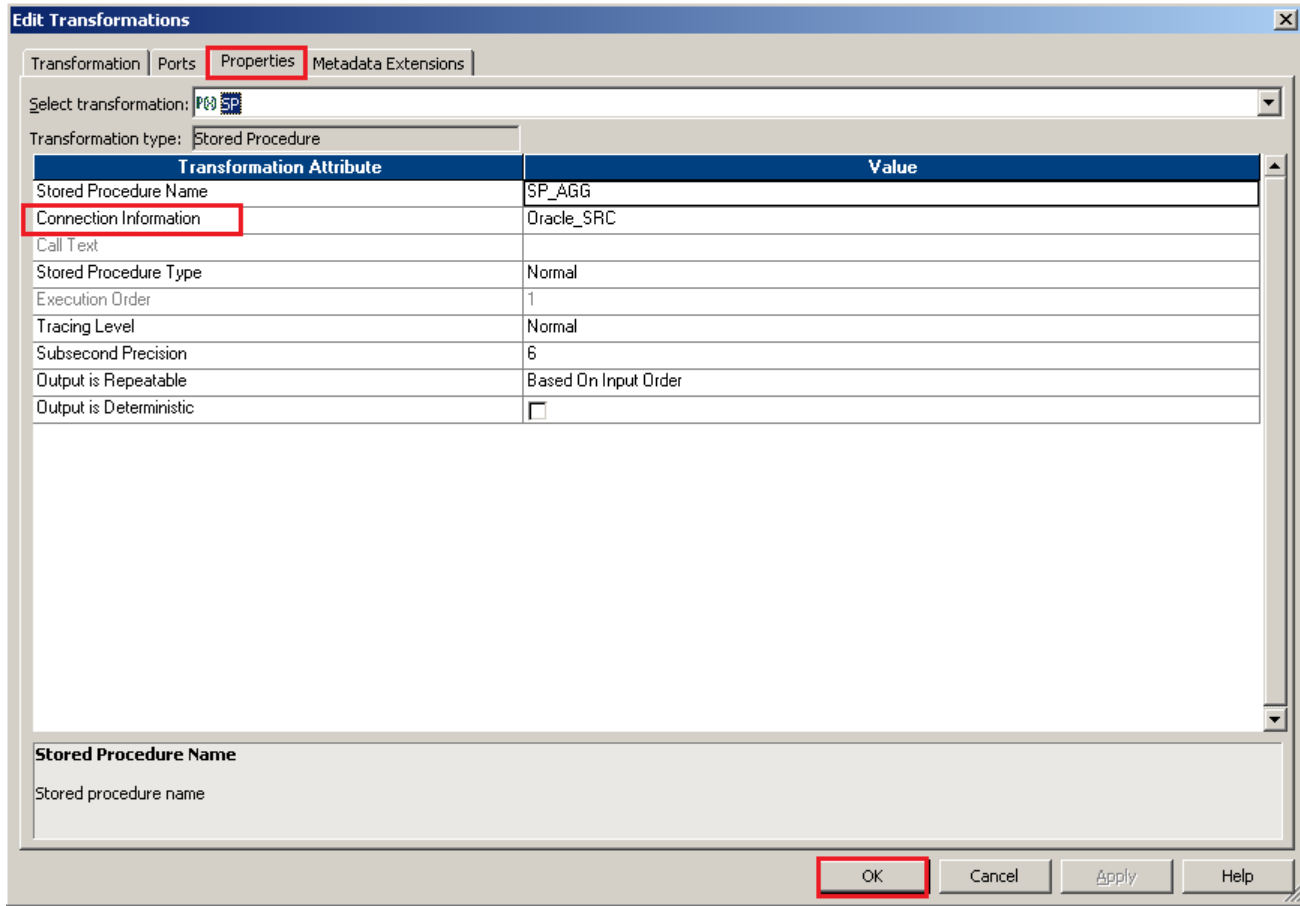 Edit Transformations
Transformation Ports Properties Metadata Extensions
Select transformation: SP
Transformation type: Stored Procedure
Transformation Attribute Value
Stored Procedure Name SP_AGG
Connection Information Oracle_SRC
Call Text
Stored Procedure Type Normal
Execution Order 1
Tracing Level Normal
Subsecond Precision 6
Output is Repeatable Based On Input Order
Output is Deterministic
Stored Procedure Name
Stored procedure name
OK Cancel Apply Help